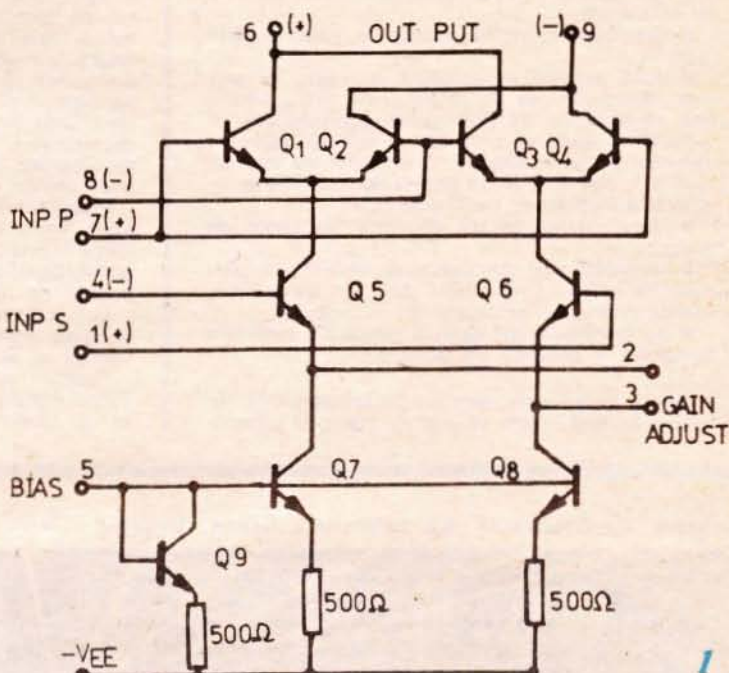 6 (+) OUT PUT (-) 9
Q1 Q2 Q3 Q4
8(-)
INP P 7(+)
4(-) Q5 Q6
INP S
1(+)
2
3 GAIN
ADJUST
BIAS 5 Q7 Q8
Q9
500Ω 500Ω 500Ω
-VEE